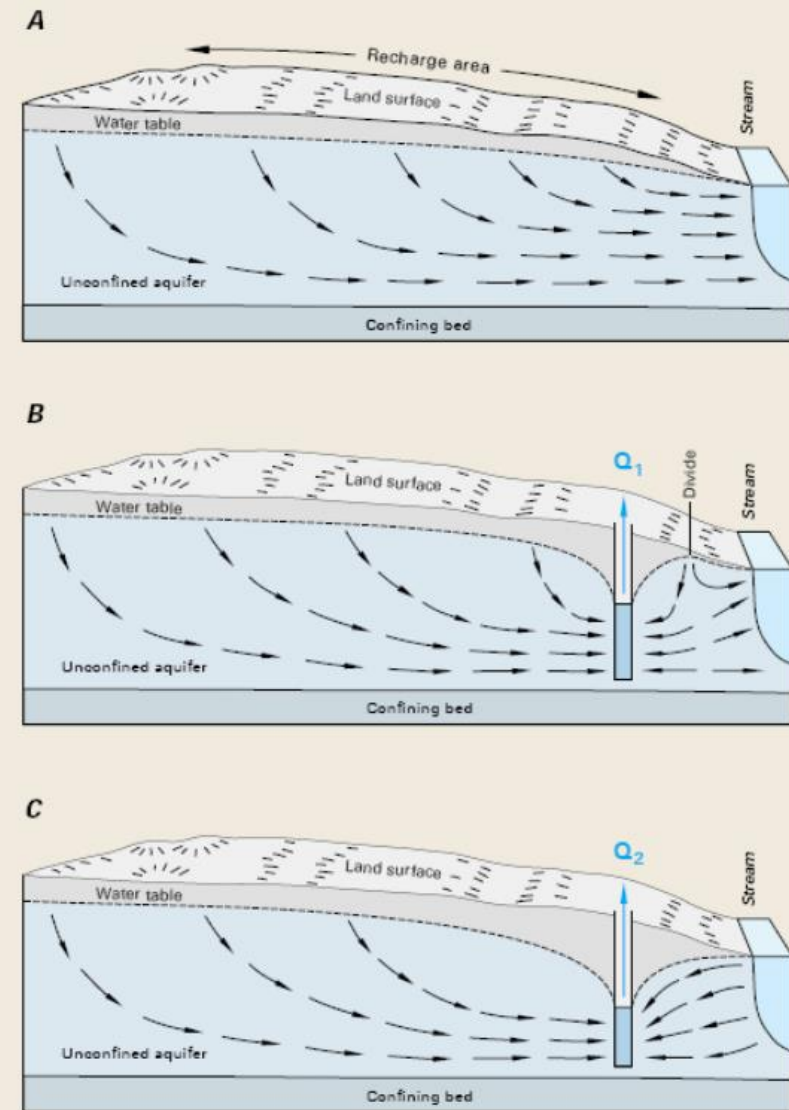 A
Recharge area
Land surface
Stream
Water table
Unconfined aquifer
Confining bed
B
Q1
Divide
Stream
Land surface
Water table
Unconfined aquifer
Confining bed
C
Q2
Stream
Land surface
Water table
Unconfined aquifer
Confining bed